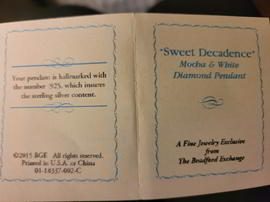 Your pendant is hallmarked with
the number .925, which insures
the sterling silver content.
©2015 BGE All rights reserved.
Printed in U.S.A. or China
01-14337-002-C
"Sweet Decadence"
Mocha & White
Diamond Pendant
A Fine Jewelry Exclusive
from
The Bradford Exchange